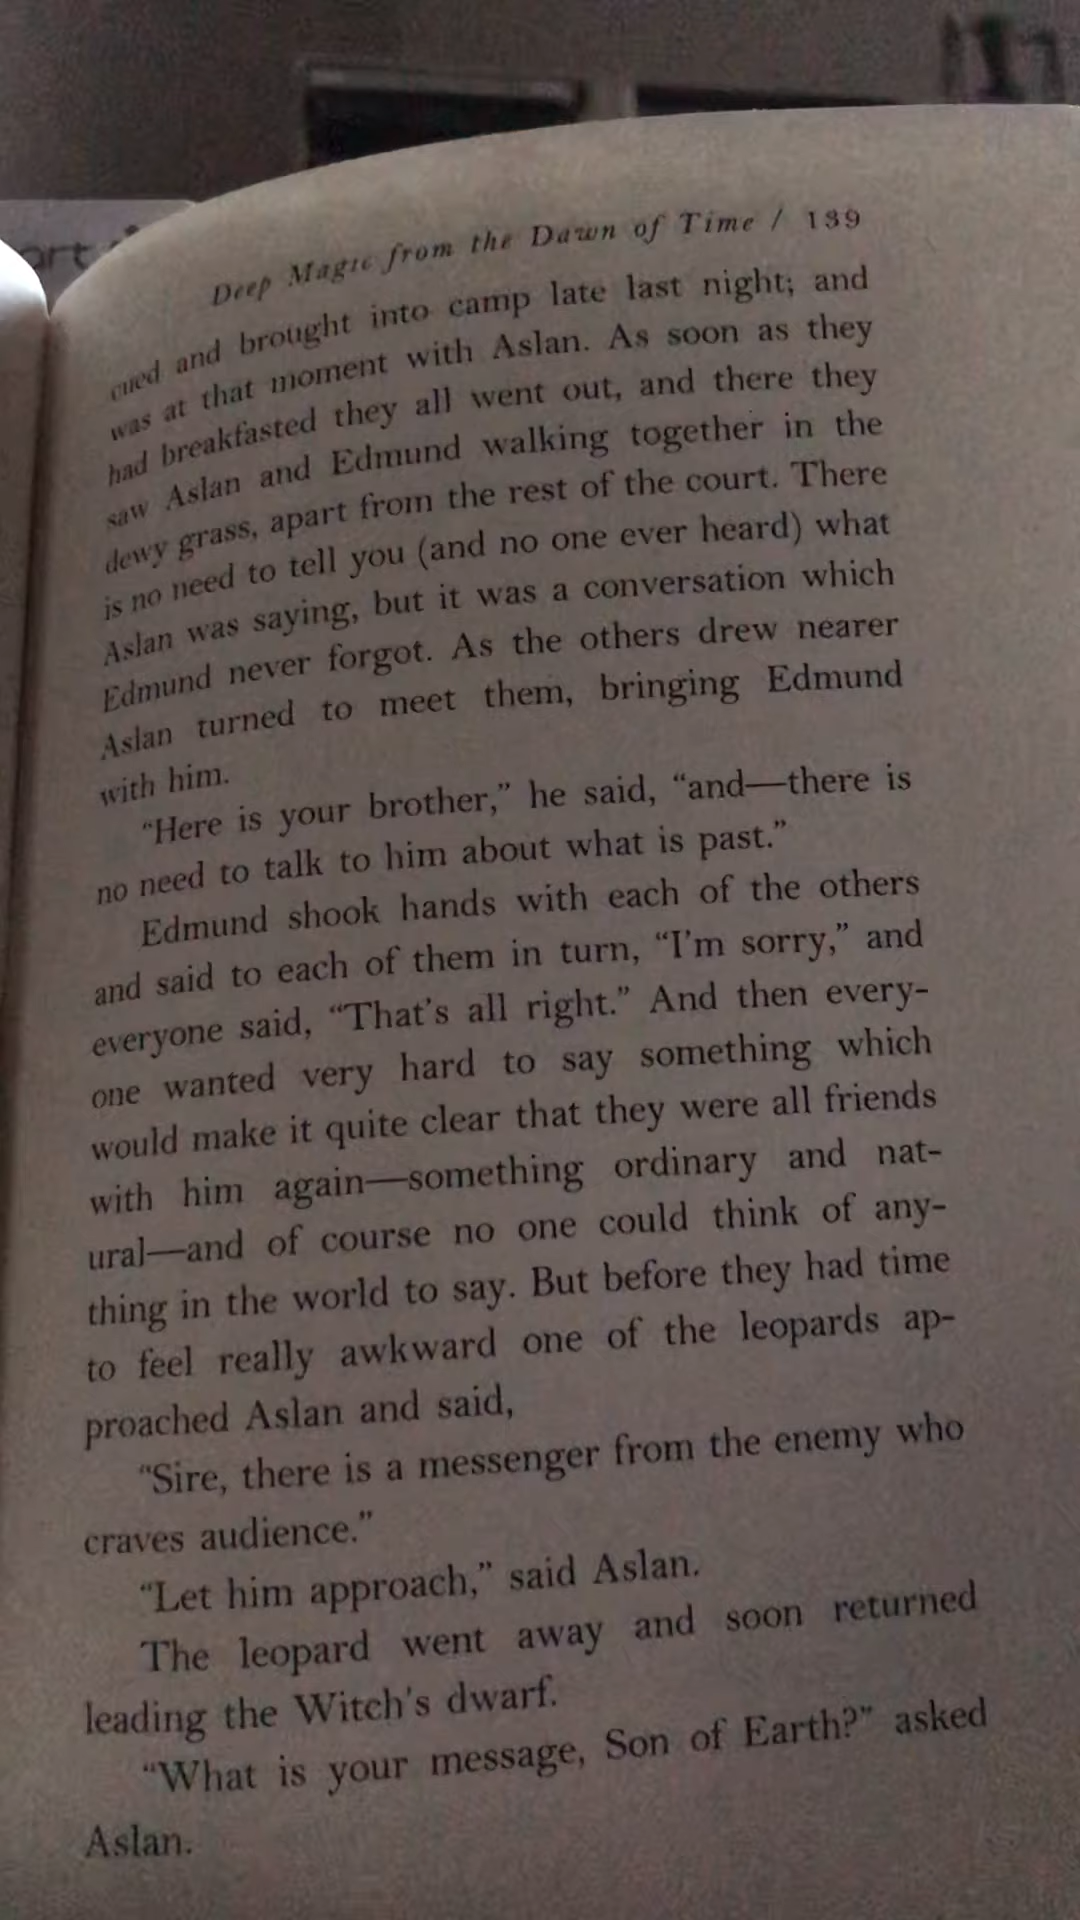 Deep Magic from the Dawn of Time / 139
cued and brought into camp late last night; and
was at that moment with Aslan. As soon as they
had breakfasted they all went out, and there they
saw Aslan and Edmund walking together in the
dewy grass, apart from the rest of the court. There
is no need to tell you (and no one ever heard) what
Aslan was saying, but it was a conversation which
Edmund never forgot. As the others drew nearer
Aslan turned to meet them, bringing Edmund
with him.
“Here is your brother,” he said, “and—there is
no need to talk to him about what is past.”
Edmund shook hands with each of the others
and said to each of them in turn, “I’m sorry,” and
everyone said, “That’s all right.” And then every-
one wanted very hard to say something which
would make it quite clear that they were all friends
with him again—something ordinary and nat-
ural—and of course no one could think of any-
thing in the world to say. But before they had time
to feel really awkward one of the leopards ap-
proached Aslan and said,
“Sire, there is a messenger from the enemy who
craves audience.”
“Let him approach,” said Aslan.
The leopard went away and soon returned
leading the Witch’s dwarf.
“What is your message, Son of Earth?” asked
Aslan.